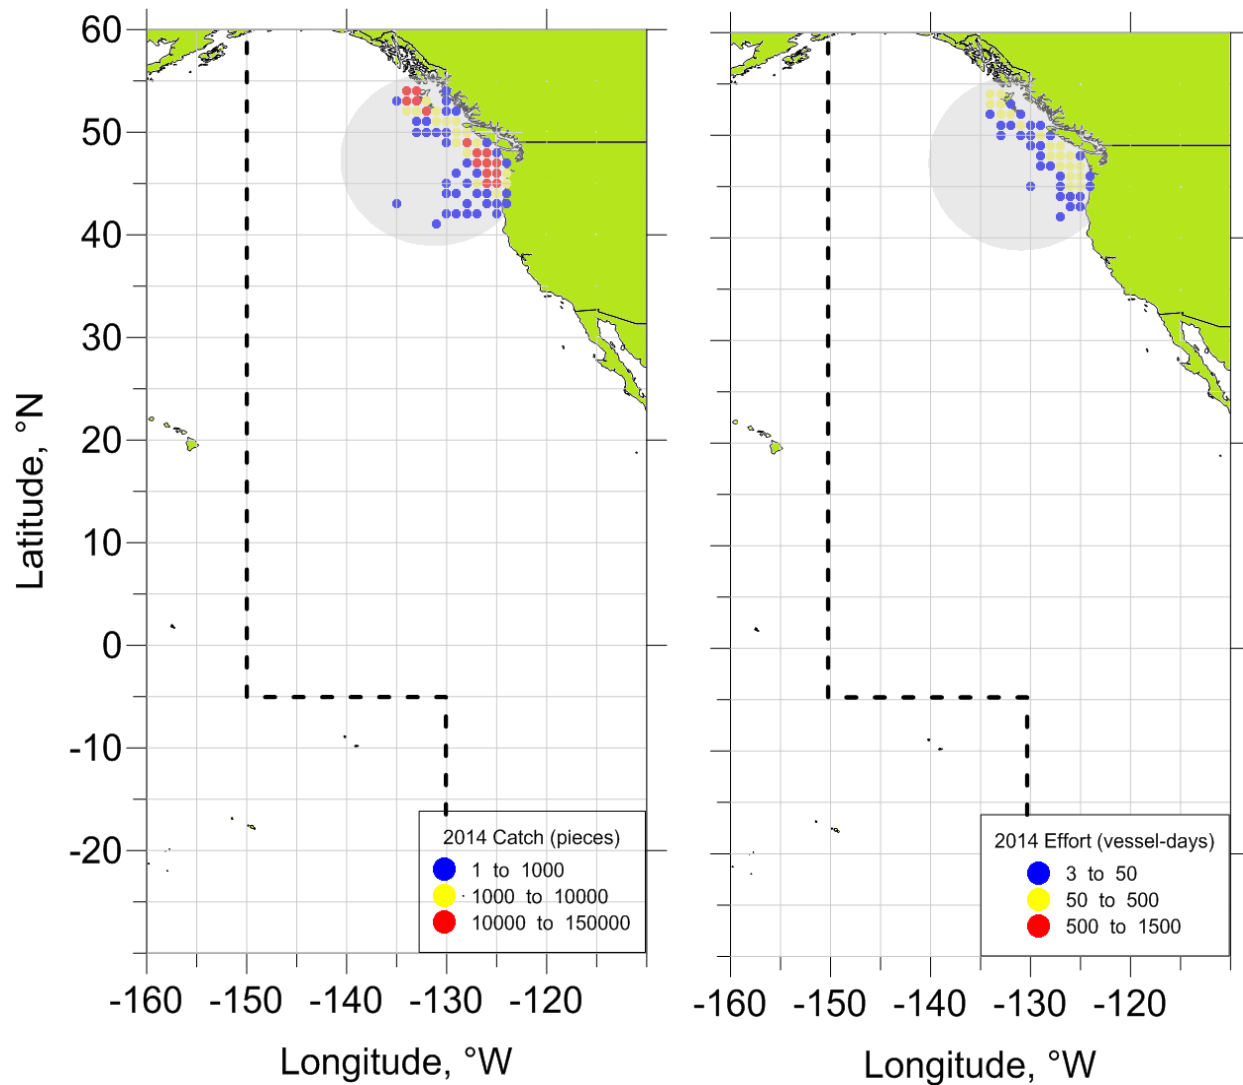 60
50
40
30
20
10
0
-10
-20
Latitude, °N
2014 Catch (pieces)
1 to 1000
1000 to 10000
10000 to 150000
-160 -150 -140 -130 -120
Longitude, °W
2014 Effort (vessel-days)
3 to 50
50 to 500
500 to 1500
-160 -150 -140 -130 -120
Longitude, °W